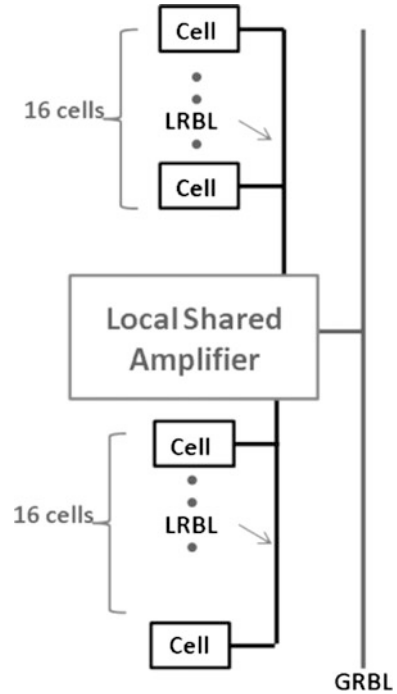 Cell
16 cells
LRBL
Cell
Local Shared
Amplifier
Cell
16 cells
LRBL
Cell
GRBL